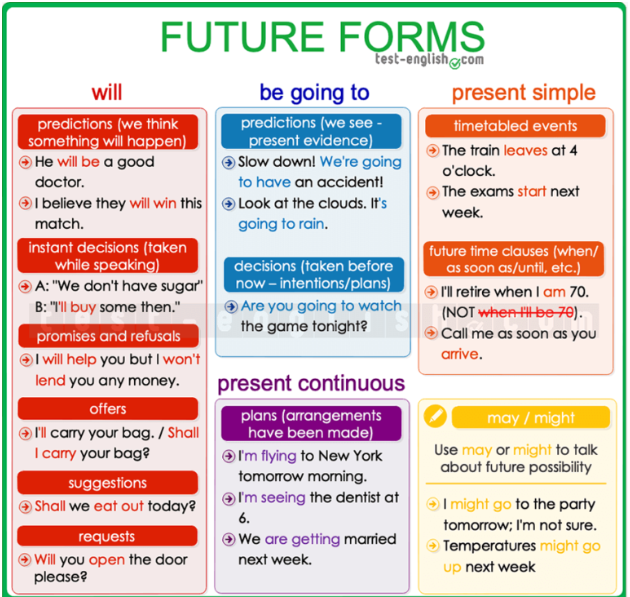 FUTURE FORMS
test-english.com
will
predictions (we think
something will happen)
He will be a good
doctor.
I believe they will win this
match.
instant decisions (taken
while speaking)
A: "We don't have sugar"
B: "I'll buy some then."
promises and refusals
I will help you but I won't
lend you any money.
offers
I'll carry your bag. / Shall
I carry your bag?
suggestions
Shall we eat out today?
requests
Will you open the door
please?
be going to
predictions (we see -
present evidence)
Slow down! We're going
to have an accident!
Look at the clouds. It's
going to rain.
decisions (taken before
now – intentions/plans)
Are you going to watch
the game tonight?
present continuous
plans (arrangements
have been made)
I'm flying to New York
tomorrow morning.
I'm seeing the dentist at
6.
We are getting married
next week.
present simple
timetabled events
The train leaves at 4
o'clock.
The exams start next
week.
future time clauses (when/
as soon as/until, etc.)
I'll retire when I am 70.
(NOT when I'll be 70).
Call me as soon as you
arrive.
may / might
Use may or might to talk
about future possibility
I might go to the party
tomorrow; I'm not sure.
Temperatures might go
up next week
test-english.com